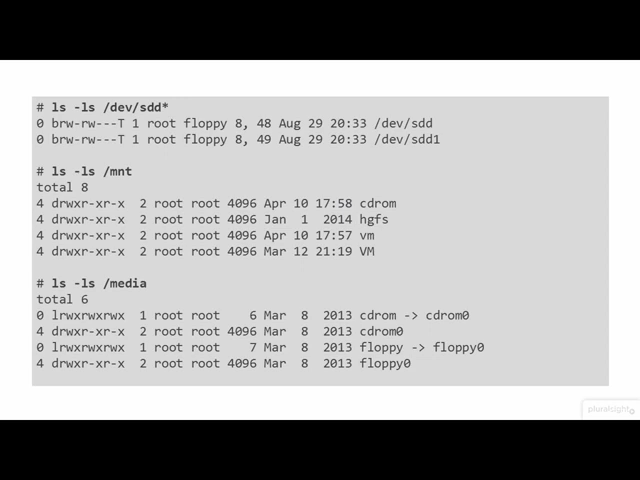 # ls -ls /dev/sdd*
0 brw-rw---T 1 root floppy 8, 48 Aug 29 20:33 /dev/sdd
0 brw-rw---T 1 root floppy 8, 49 Aug 29 20:33 /dev/sdd1
# ls -ls /mnt
total 8
4 drwxr-xr-x  2 root root 4096 Apr 10 17:58 cdrom
4 drwxr-xr-x  2 root root 4096 Jan  1  2014 hgfs
4 drwxr-xr-x  2 root root 4096 Apr 10 17:57 vm
4 drwxr-xr-x  2 root root 4096 Mar 12 21:19 VM
# ls -ls /media
total 6
0 lrwxrwxrwx  1 root root    6 Mar  8  2013 cdrom -> cdrom0
4 drwxr-xr-x  2 root root 4096 Mar  8  2013 cdrom0
0 lrwxrwxrwx  1 root root    7 Mar  8  2013 floppy -> floppy0
4 drwxr-xr-x  2 root root 4096 Mar  8  2013 floppy0
pluralsight